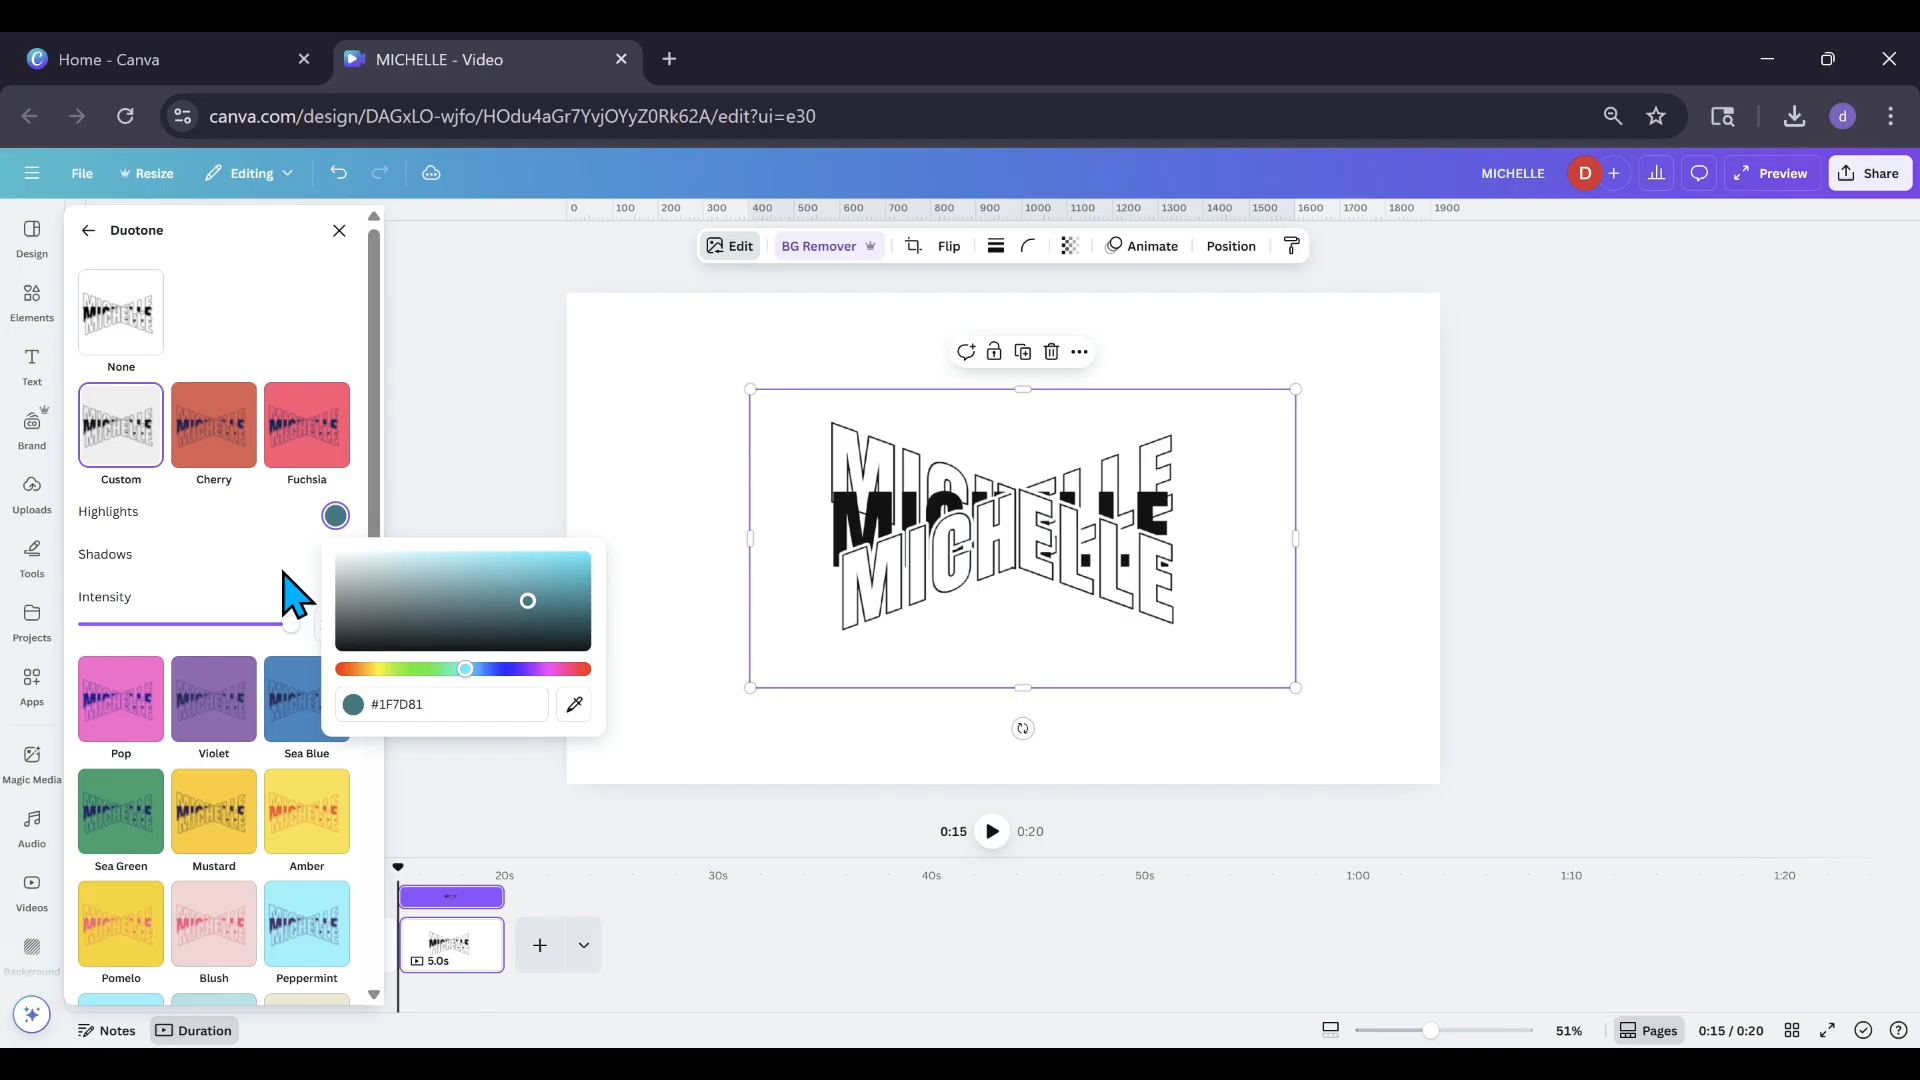 Home - Canva
MICHELLE - Video
canva.com/design/DAGxLO-wjfo/HOdu4aGr7YvjOYyZ0Rk62A/edit?ui=e30
d
File
Resize
Editing
MICHELLE
D
Preview
Share
0 100 200 300 400 500 600 700 800 900 1000 1100 1200 1300 1400 1500 1600 1700 1800 1900
Edit
BG Remover
Flip
Animate
Position
Design
Elements
Text
Brand
Uploads
Tools
Projects
Apps
Magic Media
Audio
Videos
Background
Duotone
MICHELLE
None
Custom
Cherry
Fuchsia
Highlights
Shadows
Intensity
#1F7D81
Pop
Violet
Sea Blue
Sea Green
Mustard
Amber
Pomelo
Blush
Peppermint
MICHELLE
MICHELLE
MICHELLE
0:15
0:20
20s
30s
40s
50s
1:00
1:10
1:20
5.0s
Notes
Duration
51%
Pages
0:15 / 0:20